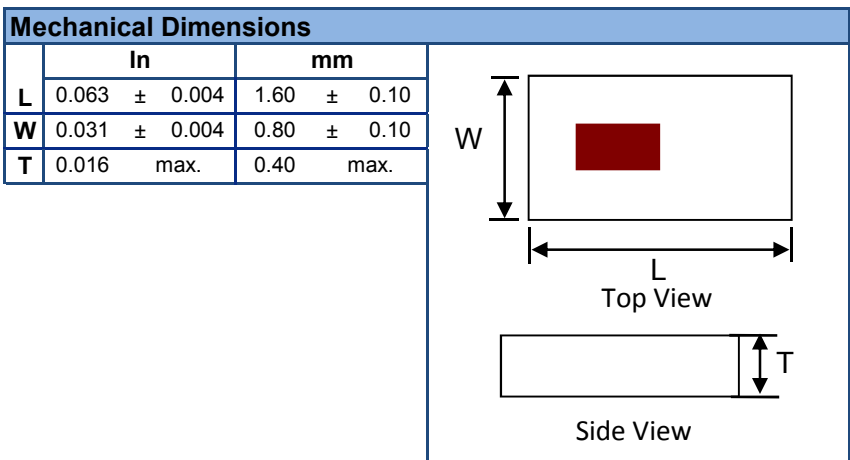 Mechanical Dimensions
In mm
L 0.063 ± 0.004 1.60 ± 0.10
W 0.031 ± 0.004 0.80 ± 0.10
T 0.016 max. 0.40 max.
W
L
Top View
T
Side View